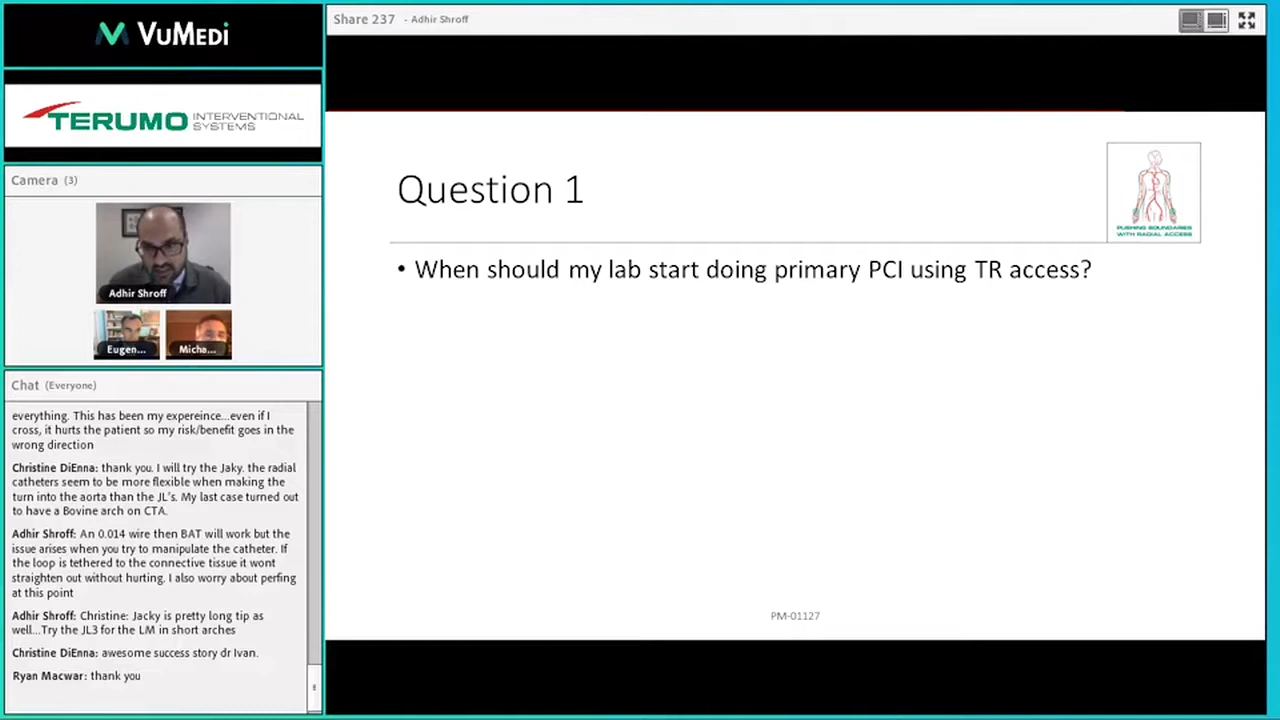 VUMEDI
TERUMO INTERVENTIONAL
SYSTEMS
Camera (3)
Adhir Shroff
Eugen...
Micha...
Chat (Everyone)
everything. This has been my expereince...even if I
cross, it hurts the patient so my risk/benefit goes in the
wrong direction
Christine DiEnna: thank you. I will try the Jaky. the radial
catheters seem to be more flexible when making the
turn into the aorta than the JL's. My last case turned out
to have a Bovine arch on CTA.
Adhir Shroff: An 0.014 wire then BAT will work but the
issue arises when you try to manipulate the catheter. If
the loop is tethered to the connective tissue it wont
straighten out without hurting. I also worry about perfing
at this point
Adhir Shroff: Christine: Jacky is pretty long tip as
well...Try the JL3 for the LM in short arches
Christine DiEnna: awesome success story dr Ivan.
Ryan Macwar: thank you
Share 237 - Adhir Shroff
Question 1
PUSHING BOUNDARIES
WITH RADIAL ACCESS
• When should my lab start doing primary PCI using TR access?
PM-01127